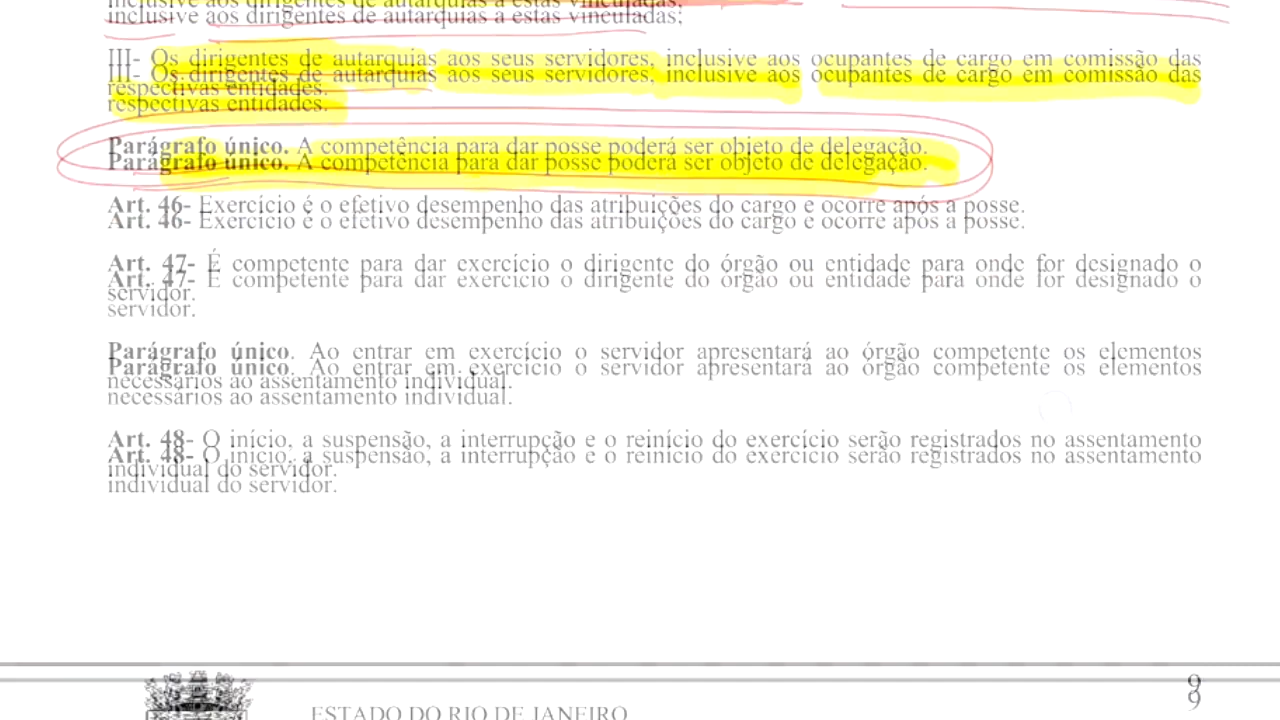 inclusive aos dirigentes de autarquias a estas vinculadas;
III- Os dirigentes de autarquias aos seus servidores, inclusive aos ocupantes de cargo em comissão das
respectivas entidades.
Parágrafo único. A competência para dar posse poderá ser objeto de delegação.
Art. 46- Exercício é o efetivo desempenho das atribuições do cargo e ocorre após a posse.
Art. 47- É competente para dar exercício o dirigente do órgão ou entidade para onde for designado o
servidor.
Parágrafo único. Ao entrar em exercício o servidor apresentará ao órgão competente os elementos
necessários ao assentamento individual.
Art. 48- O início, a suspensão, a interrupção e o reinício do exercício serão registrados no assentamento
individual do servidor.
9
ESTADO DO RIO DE JANEIRO